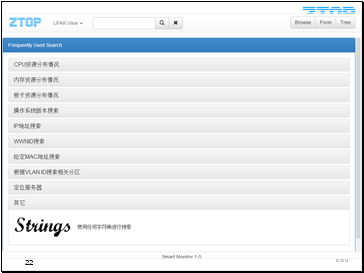 ZTOP LPAR View Browse Form Tree
Frequently Used Search
CPU资源分布情况
内存资源分布情况
板卡资源分布情况
操作系统版本搜索
IP地址搜索
WWNID搜索
给定MAC地址搜索
根据VLAN ID搜索相关分区
定位服务器
其它
Strings 使用任何字符串进行搜索
Smart Monitor 1.0
22